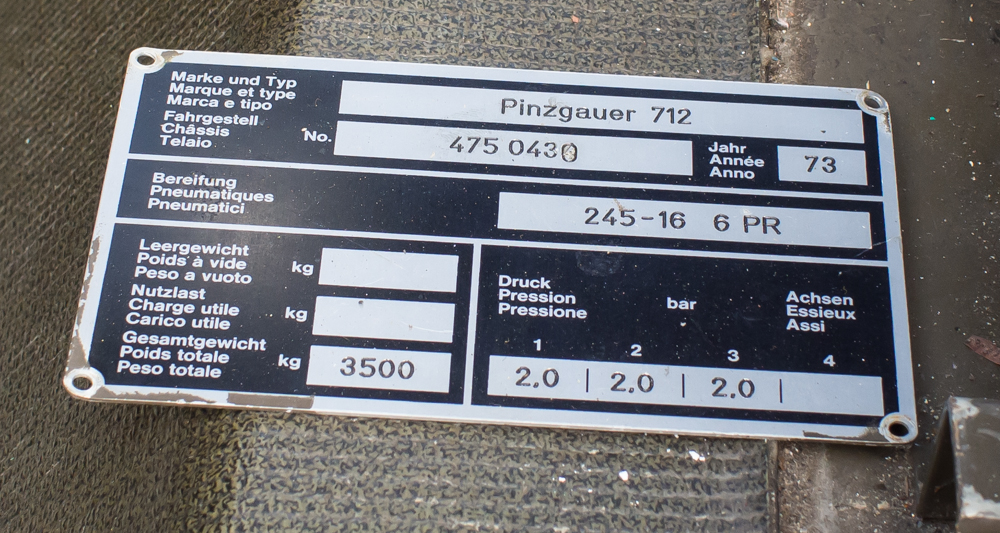 Marke und Typ
Marque et type
Marca e tipo
Pinzgauer 712
Fahrgestell
Châssis
Telaio
No.
475 0430
Jahr
Année
Anno
73
Bereifung
Pneumatiques
Pneumatici
245-16 6 PR
Leergewicht
Poids à vide
Peso a vuoto
kg
Nutzlast
Charge utile
Carico utile
kg
Gesamtgewicht
Poids totale
Peso totale
kg
3500
Druck
Pression
Pressione
bar
Achsen
Essieux
Assi
1 2 3 4
2.0 | 2.0 | 2.0 |